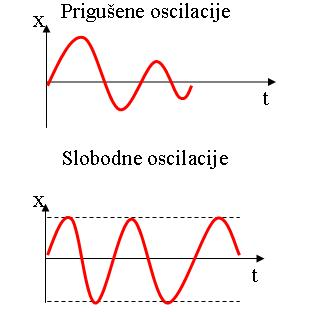 Prigušene oscilacije
x
t
Slobodne oscilacije
x
t